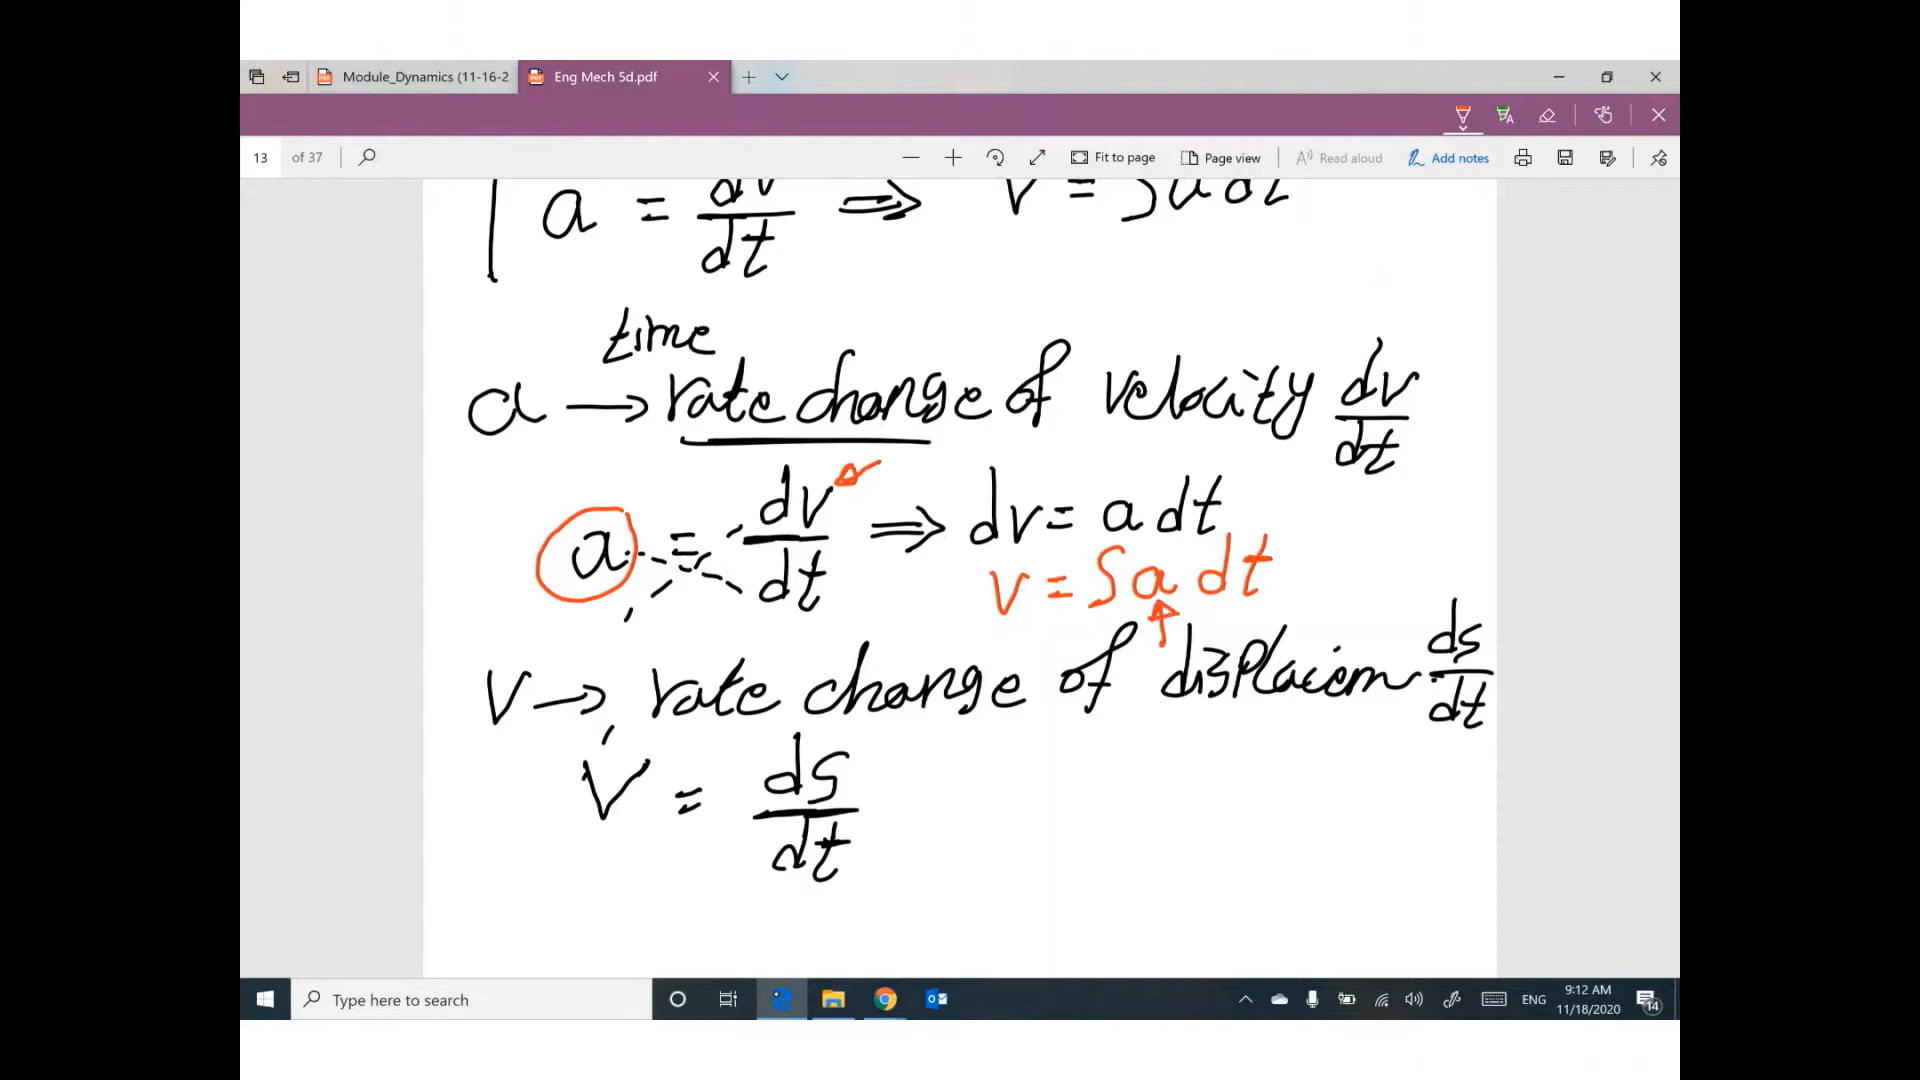 Module_Dynamics (11-16-2 Eng Mech 5d.pdf
13 of 37 Fit to page Page view Read aloud Add notes
a = dv/dt ⇒ v = ∫a dt
time
a → rate change of velocity dv/dt
a = dv/dt ⇒ dv = a dt
v = ∫a dt
v → rate change of displacem ds/dt
v = ds/dt
Type here to search ENG 9:12 AM
11/18/2020 14